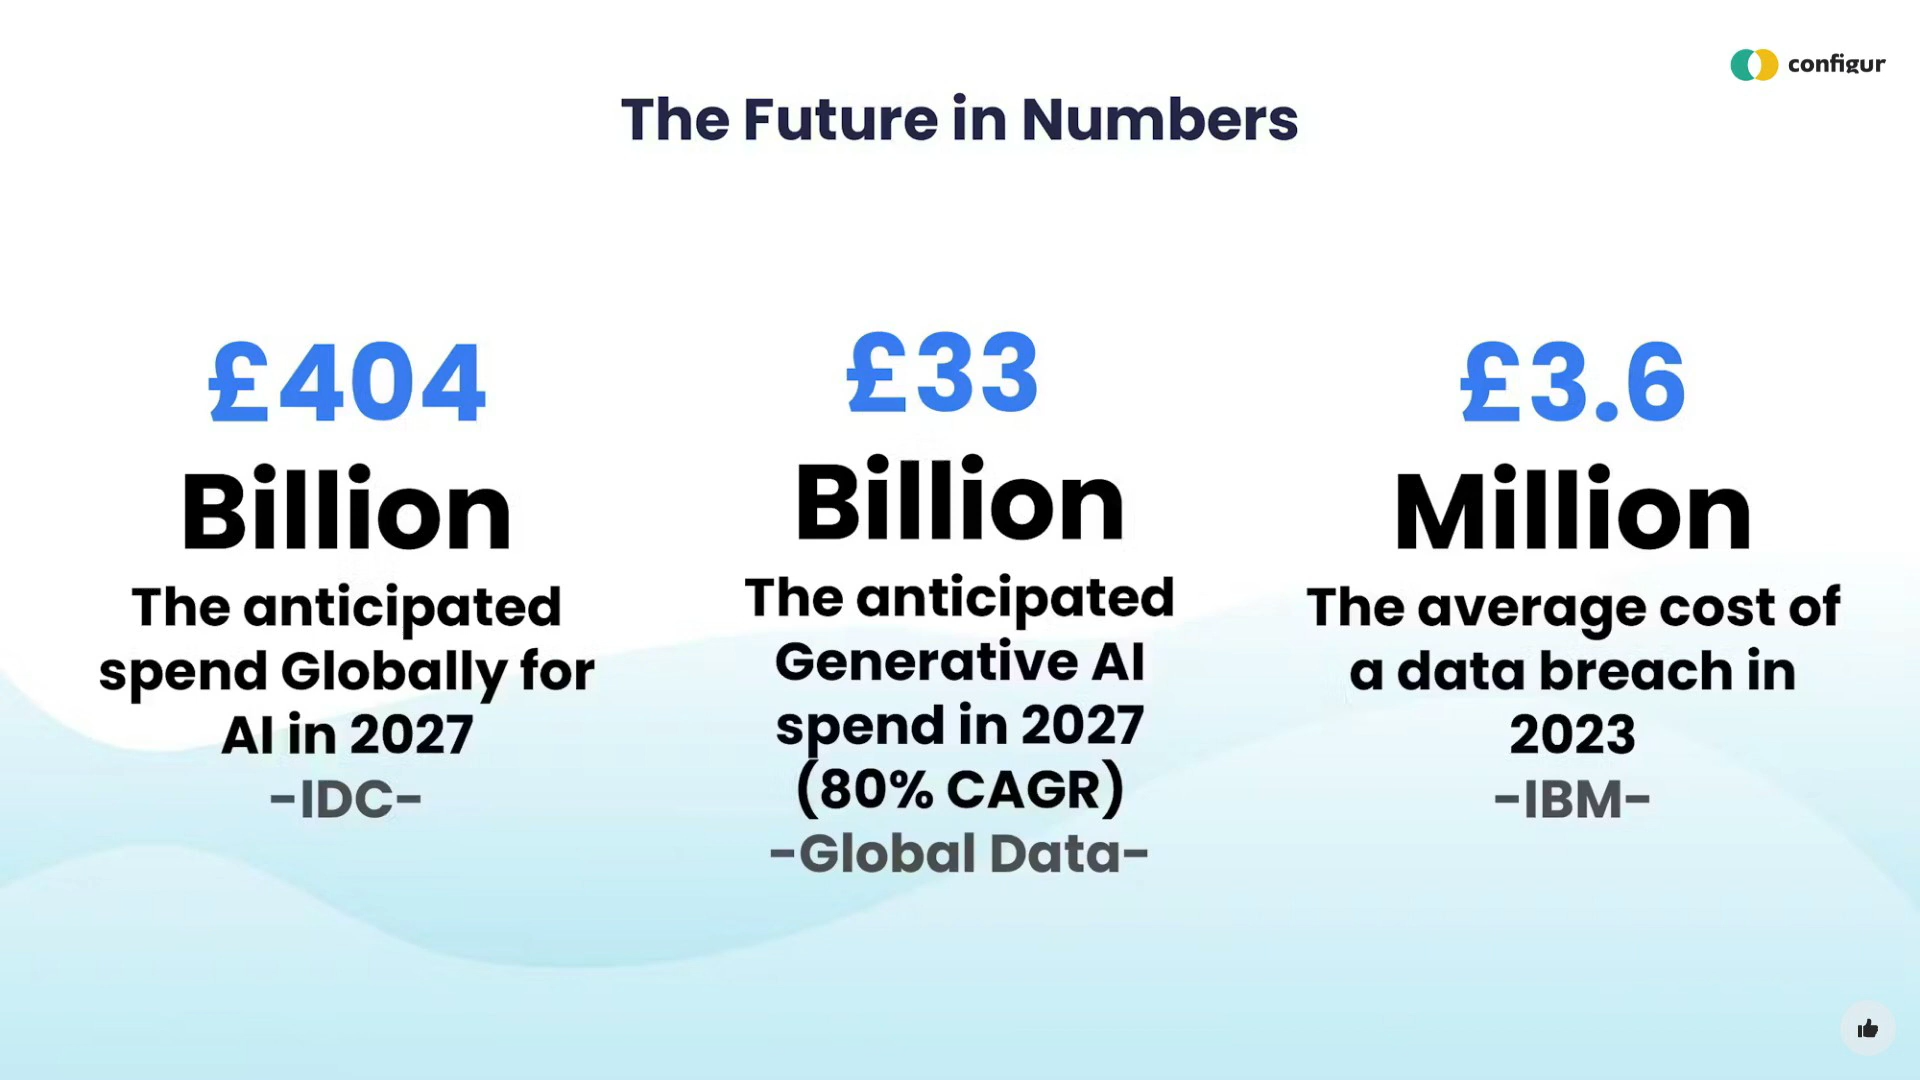 configur
The Future in Numbers
£404
Billion
The anticipated
spend Globally for
AI in 2027
-IDC-
£33
Billion
The anticipated
Generative AI
spend in 2027
(80% CAGR)
-Global Data-
£3.6
Million
The average cost of
a data breach in
2023
-IBM-